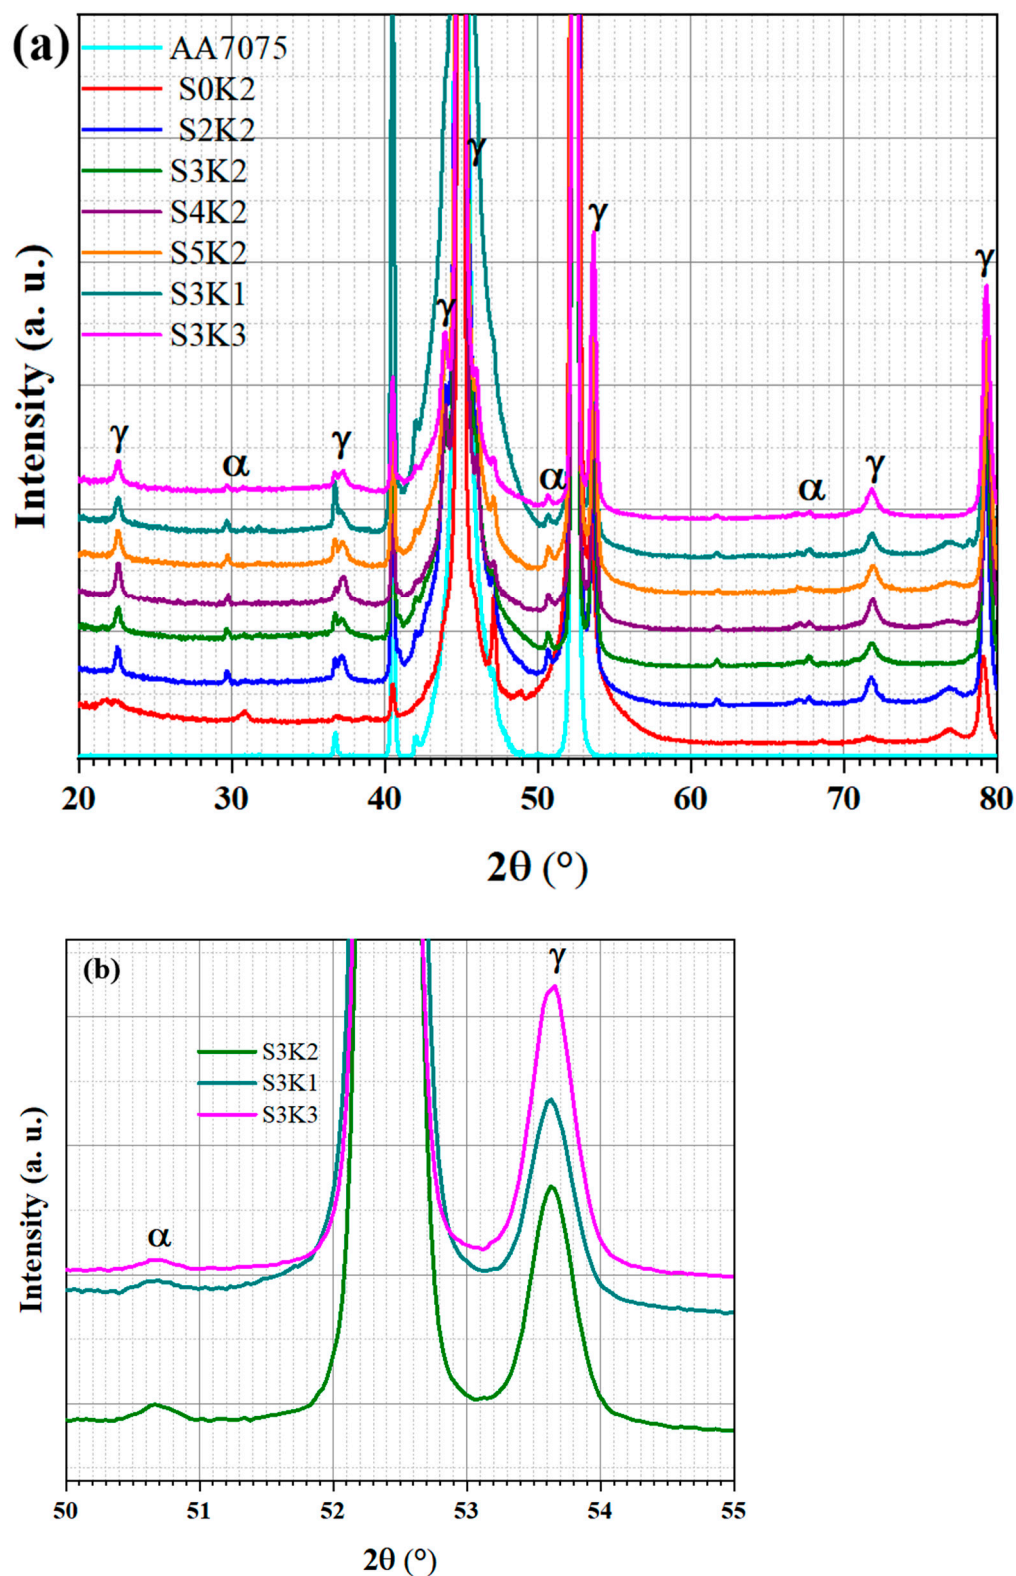 (a)
AA7075
S0K2
S2K2
S3K2
S4K2
S5K2
S3K1
S3K3
γ
γ
γ
γ
γ
γ
γ
α
α
α
Intensity (a. u.)
20 30 40 50 60 70 80
2θ (°)
(b)
γ
S3K2
S3K1
S3K3
α
Intensity (a. u.)
50 51 52 53 54 55
2θ (°)